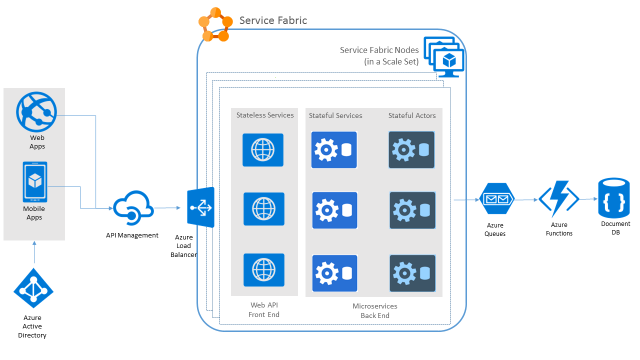 Service Fabric
Service Fabric Nodes
(in a Scale Set)
Stateless Services
Stateful Services
Stateful Actors
Web
Apps
Mobile
Apps
API Management
Azure
Load
Balancer
Azure
Queues
Azure
Functions
Document
DB
Web API
Front End
Microservices
Back End
Azure
Active
Directory